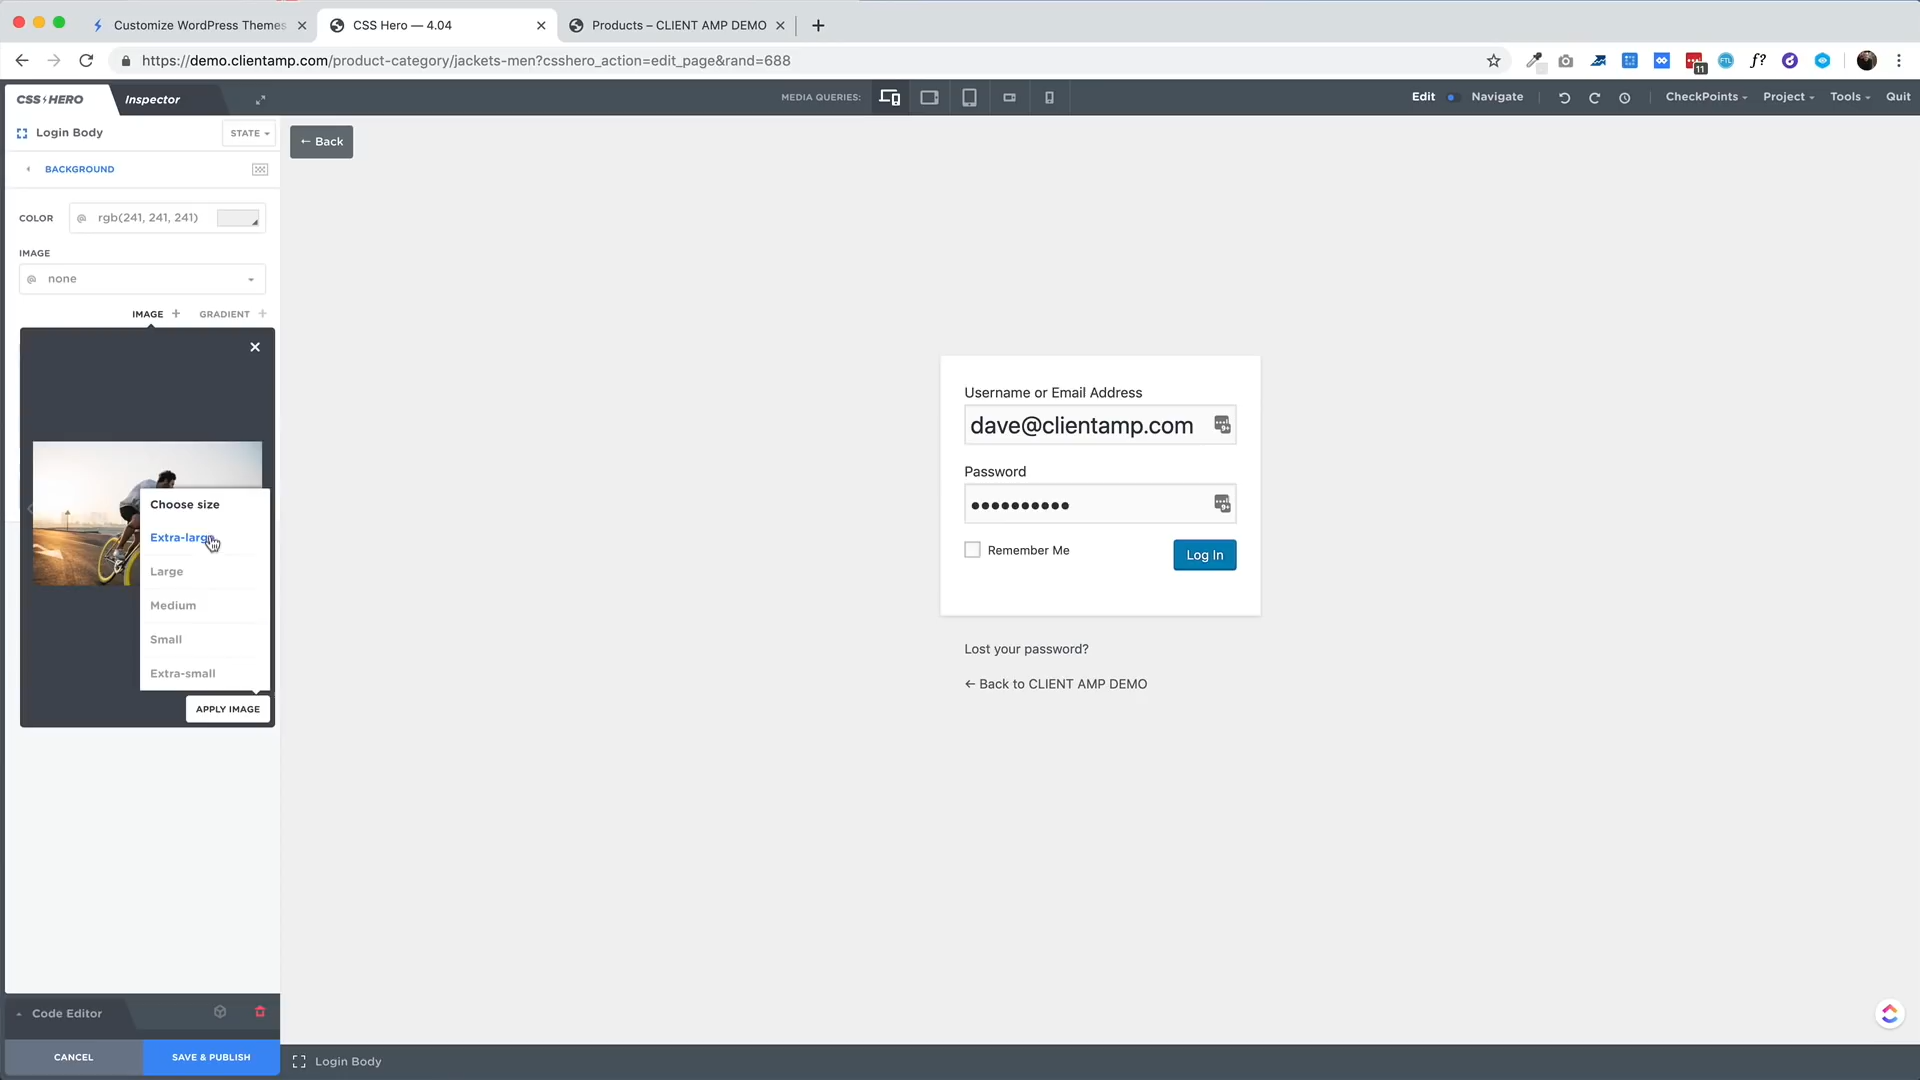 Customize WordPress Themes
CSS Hero — 4.04
Products – CLIENT AMP DEMO
https://demo.clientamp.com/product-category/jackets-men?csshero_action=edit_page&rand=688
11
FTL
f?
CSS HERO
Inspector
MEDIA QUERIES:
Edit
Navigate
CheckPoints
Project
Tools
Quit
Login Body
STATE
← Back
BACKGROUND
COLOR
@ rgb(241, 241, 241)
IMAGE
@ none
IMAGE +
GRADIENT +
Choose size
Extra-large
Large
Medium
Small
Extra-small
APPLY IMAGE
Username or Email Address
dave@clientamp.com
9+
Password
●●●●●●●●●●
9+
Remember Me
Log In
Lost your password?
← Back to CLIENT AMP DEMO
Code Editor
CANCEL
SAVE & PUBLISH
Login Body